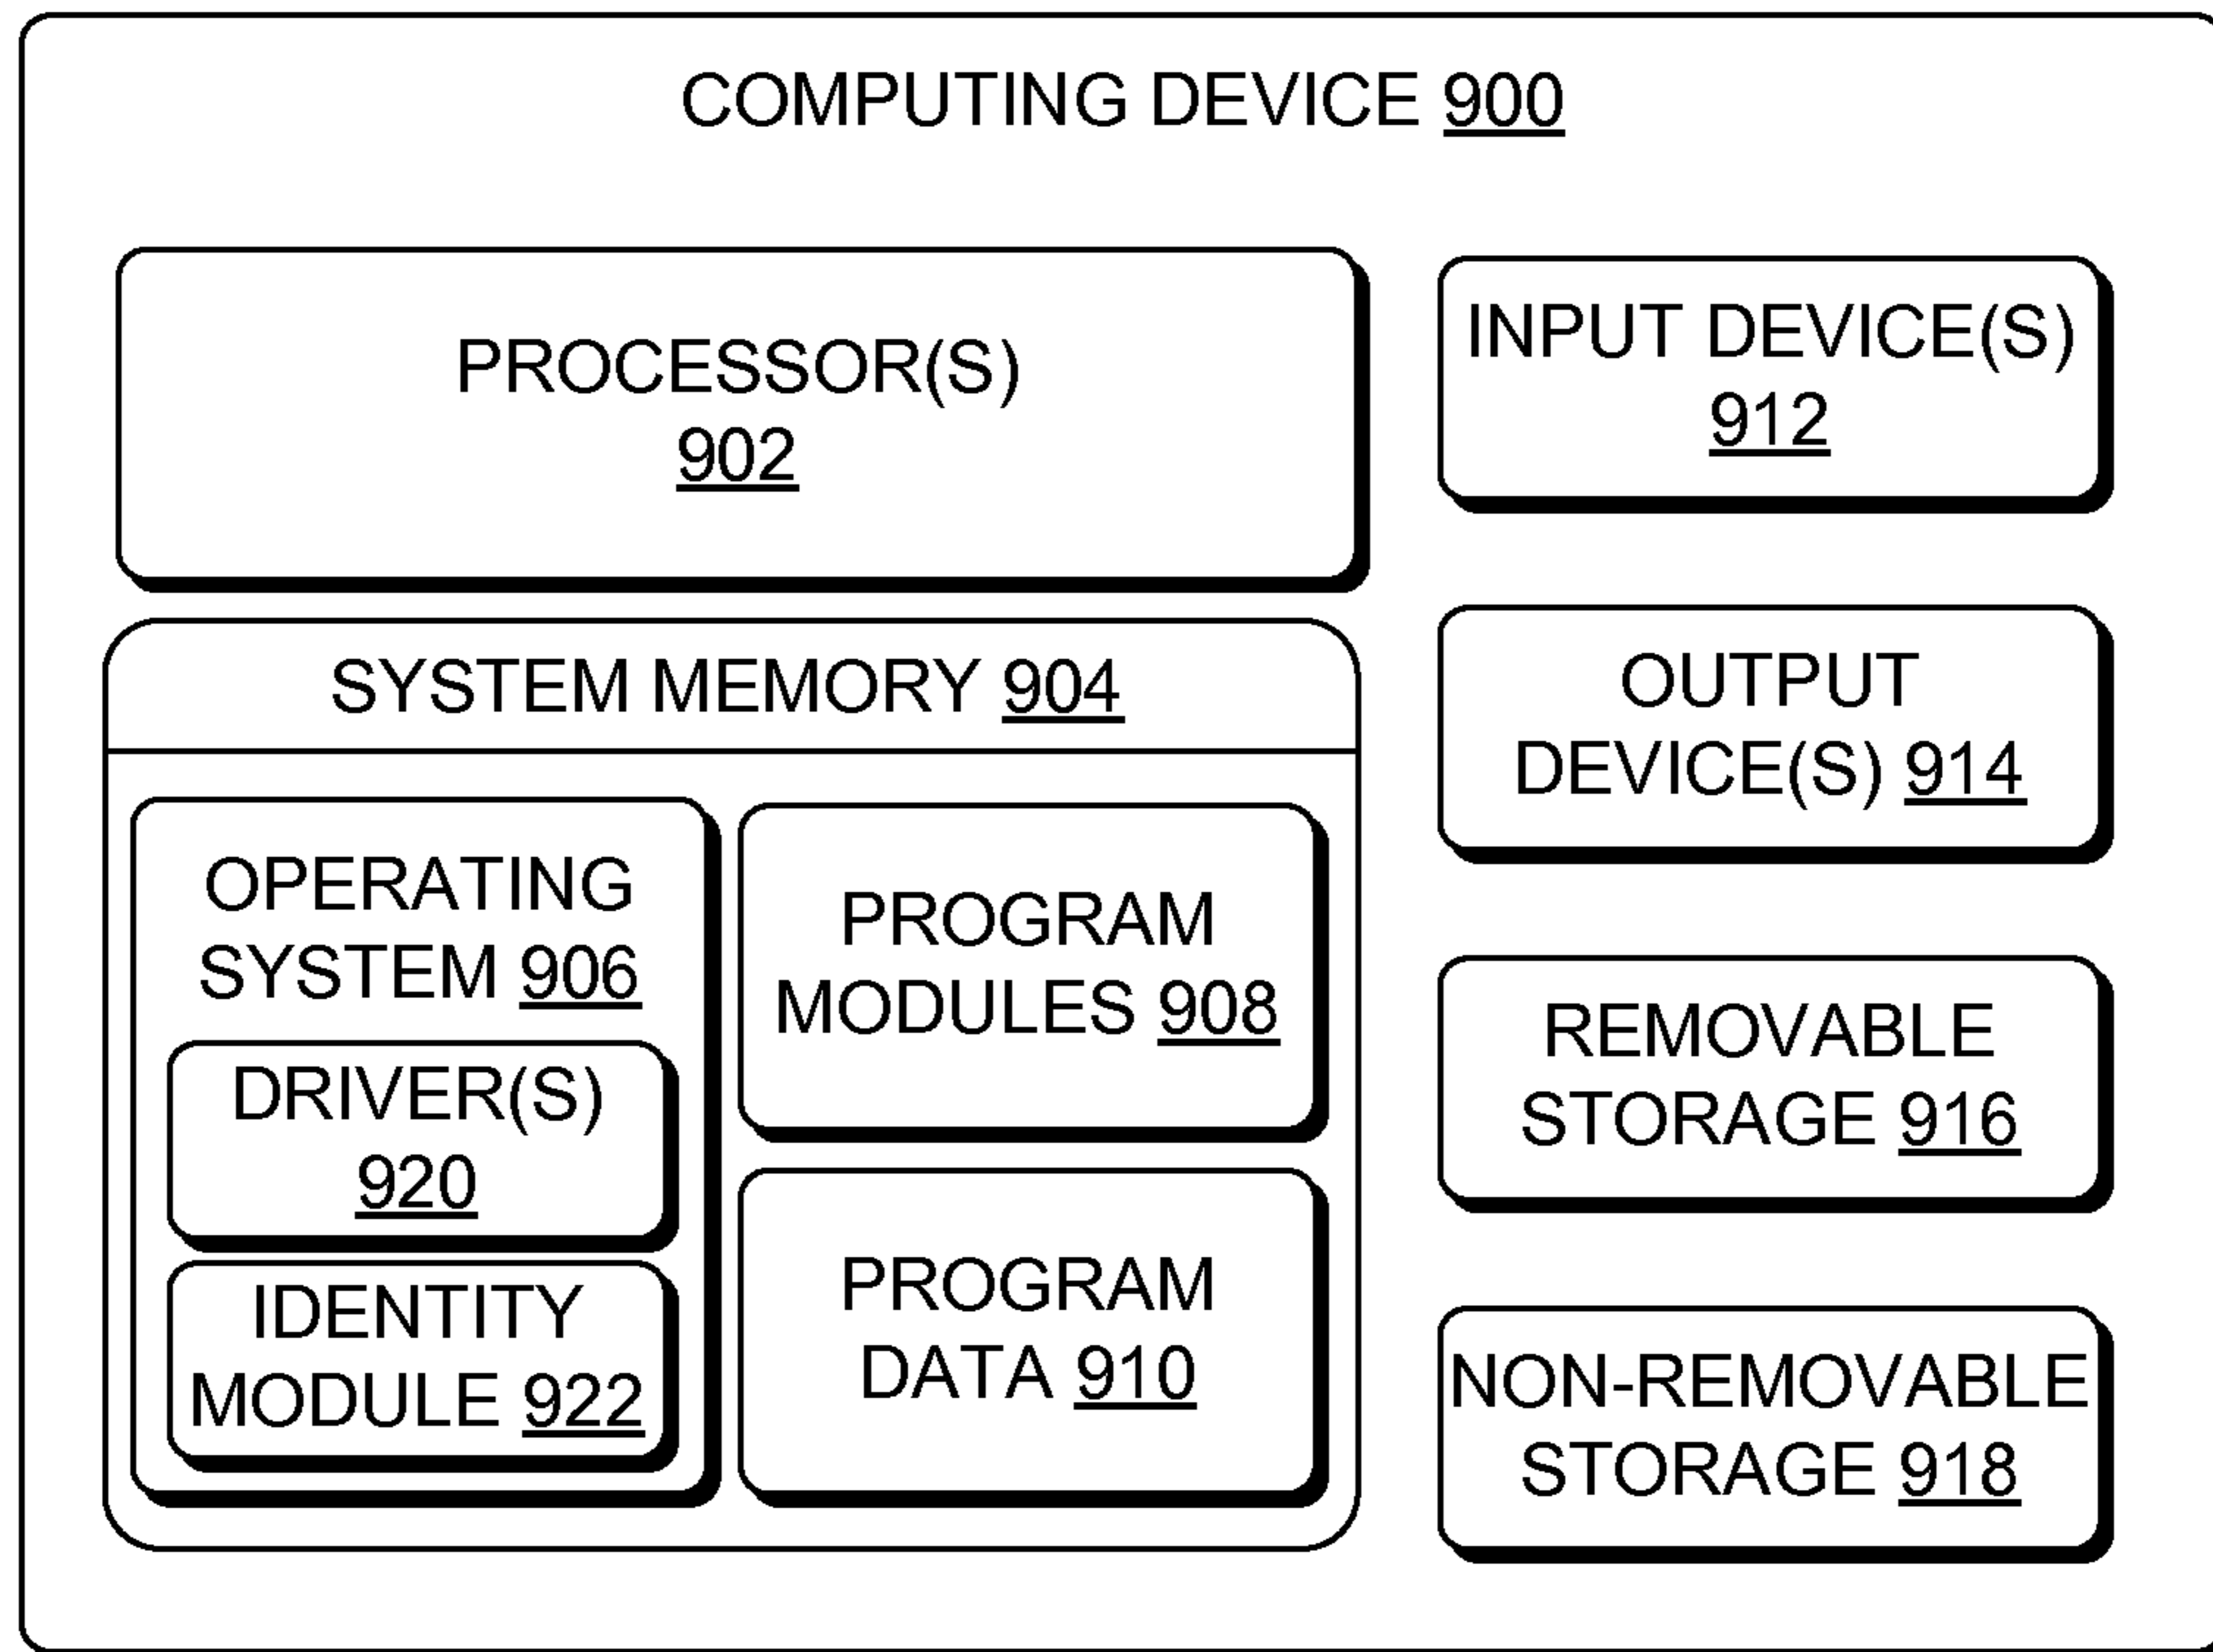 COMPUTING DEVICE 900
PROCESSOR(S)
902
SYSTEM MEMORY 904
OPERATING
SYSTEM 906
DRIVER(S)
920
IDENTITY
MODULE 922
PROGRAM
MODULES 908
PROGRAM
DATA 910
INPUT DEVICE(S)
912
OUTPUT
DEVICE(S) 914
REMOVABLE
STORAGE 916
NON-REMOVABLE
STORAGE 918